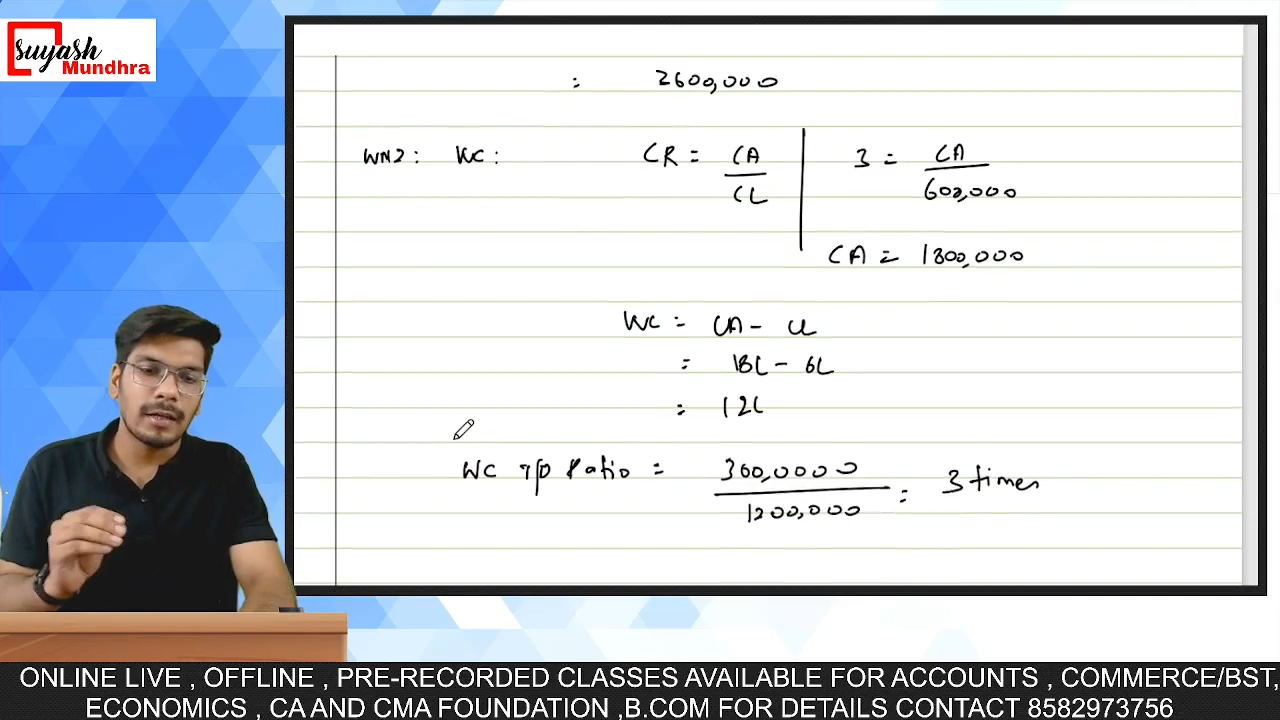 suyash
Mundhra
: 2600,000
WN2: WC: CR = CA / CL 3 = CA / 600,000
CA = 1800,000
WC = CA - CL
= 18L - 6L
= 12L
WC T/o Ratio = 360,0000 / 1200,000 = 3 times
ONLINE LIVE , OFFLINE , PRE-RECORDED CLASSES AVAILABLE FOR ACCOUNTS , COMMERCE/BST,
ECONOMICS , CA AND CMA FOUNDATION ,B.COM FOR DETAILS CONTACT 8582973756